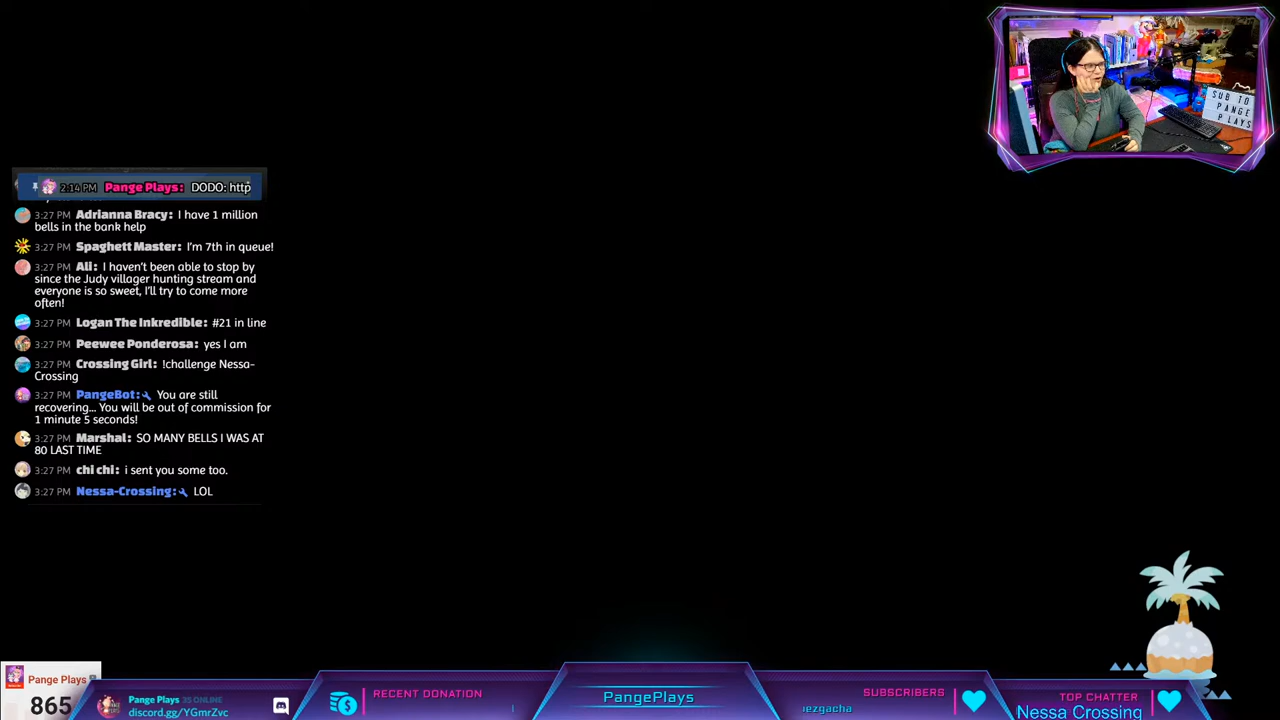 2:14 PM Pange Plays: DODO: http
3:27 PM Adrianna Bracy: I have 1 million
bells in the bank help
3:27 PM Spaghett Master: I'm 7th in queue!
3:27 PM Ali: I haven't been able to stop by
since the Judy villager hunting stream and
everyone is so sweet, I'll try to come more
often!
3:27 PM Logan The Inkredible: #21 in line
3:27 PM Peewee Ponderosa: yes I am
3:27 PM Crossing Girl: !challenge Nessa-
Crossing
3:27 PM PangeBot: You are still
recovering... You will be out of commission for
1 minute 5 seconds!
3:27 PM Marshal: SO MANY BELLS I WAS AT
80 LAST TIME
3:27 PM chi chi: i sent you some too.
3:27 PM Nessa-Crossing: LOL
SUB TO
PANGE
PLAYS
Pange Plays
865
Pange Plays 35 ONLINE
discord.gg/YGmrZvc
RECENT DONATION
PangePlays
SUBSCRIBERS
iezgacha
TOP CHATTER
Nessa Crossing